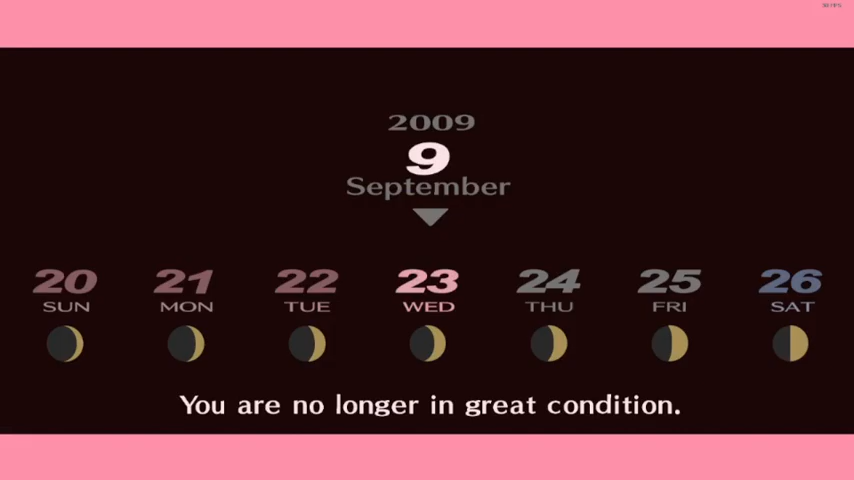 2009
9
September
20 21 22 23 24 25 26
SUN MON TUE WED THU FRI SAT
You are no longer in great condition.